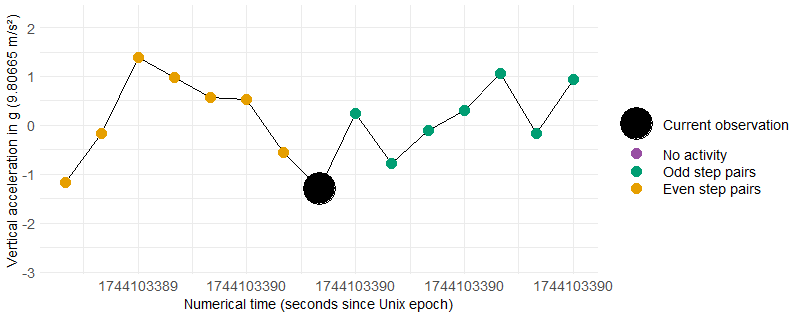 Vertical acceleration in g (9.80665 m/s²)
2
1
0
-1
-2
-3
1744103389 1744103390 1744103390 1744103390 1744103390
Numerical time (seconds since Unix epoch)
Current observation
No activity
Odd step pairs
Even step pairs